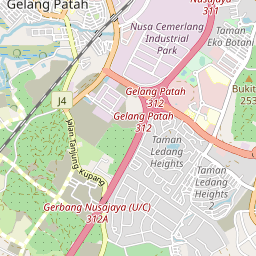 Gelang Patah
Nusajaya
311
Nusa Cemerlang
Industrial
Park
Taman
Eko Botani
Gelang Patah
312
Bukit
253
J4
Gelang Patah
312
Jalan Tanjung Kupang
Taman
Ledang
Heights
Taman
Ledang
Heights
Gerbang Nusajaya (U/C)
312A